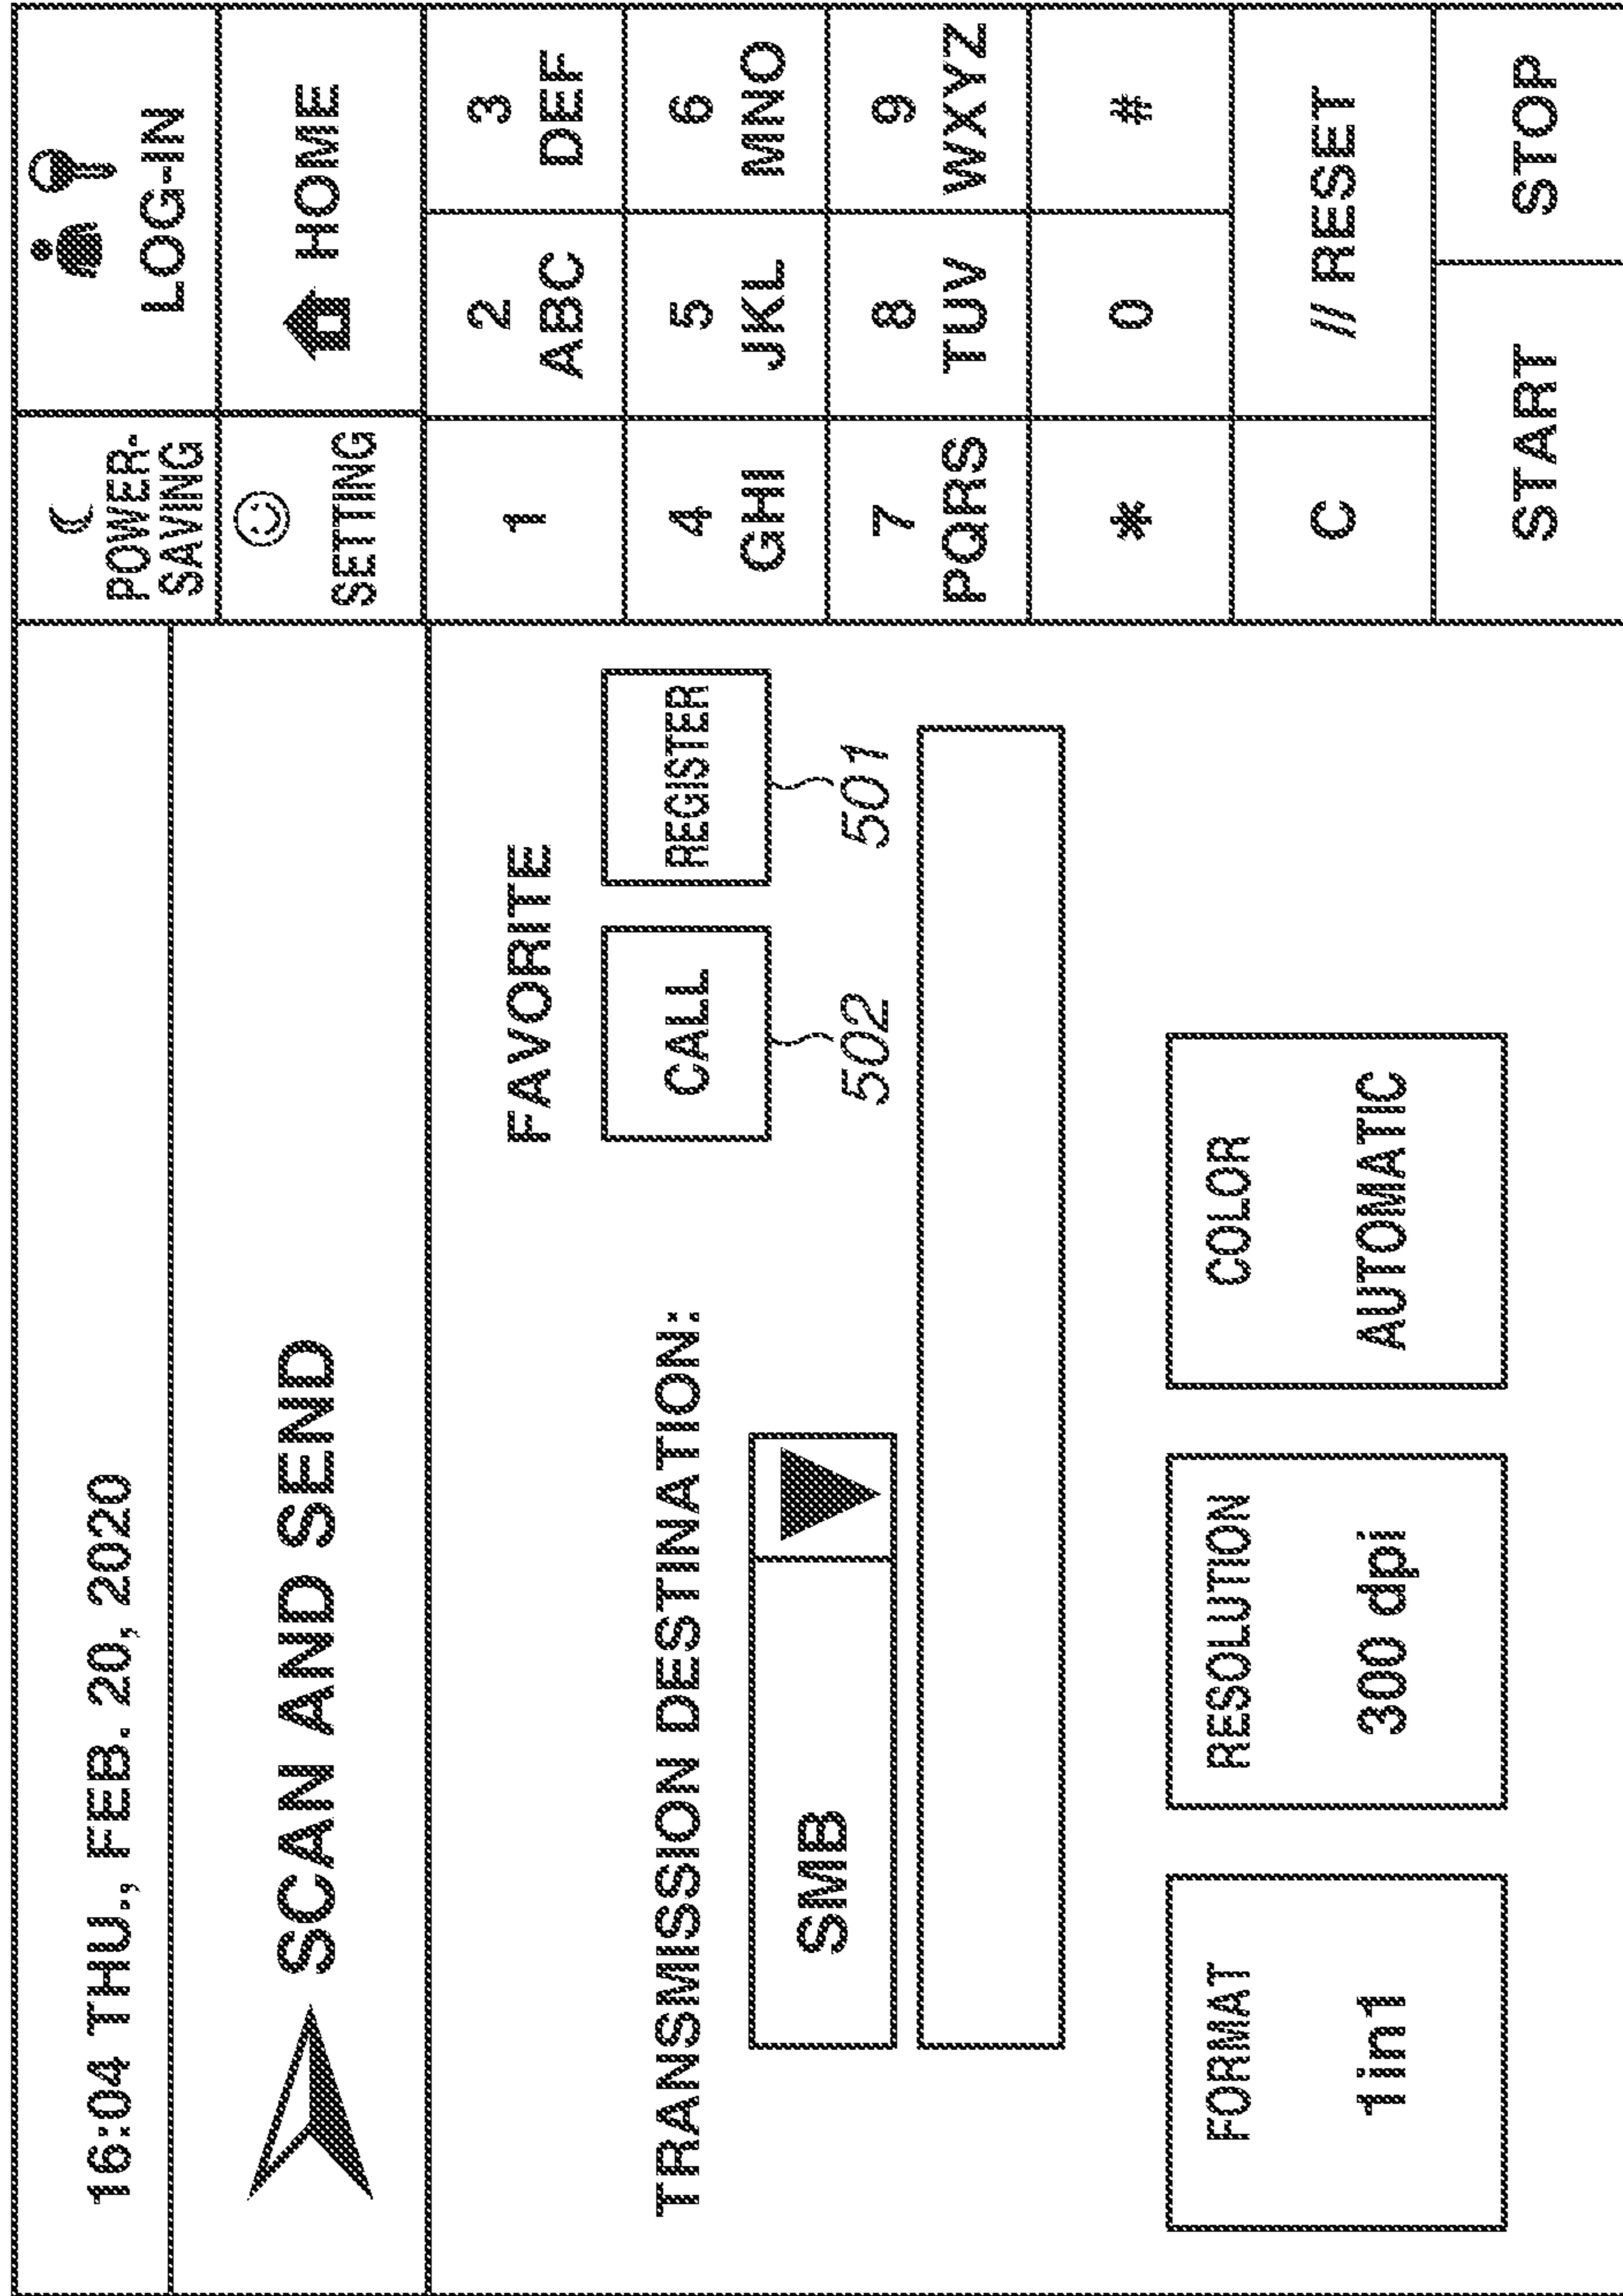 16:04 THU., FEB. 20, 2020
SCAN AND SEND
FAVORITE
CALL
REGISTER
502
501
TRANSMISSION DESTINATION:
SMB
FORMAT
1in1
RESOLUTION
300 dpi
COLOR
AUTOMATIC
POWER-
SAVING
LOG-IN
SETTING
HOME
1
2
ABC
3
DEF
4
GHI
5
JKL
6
MNO
7
PQRS
8
TUV
9
WXYZ
*
0
#
C
// RESET
START
STOP